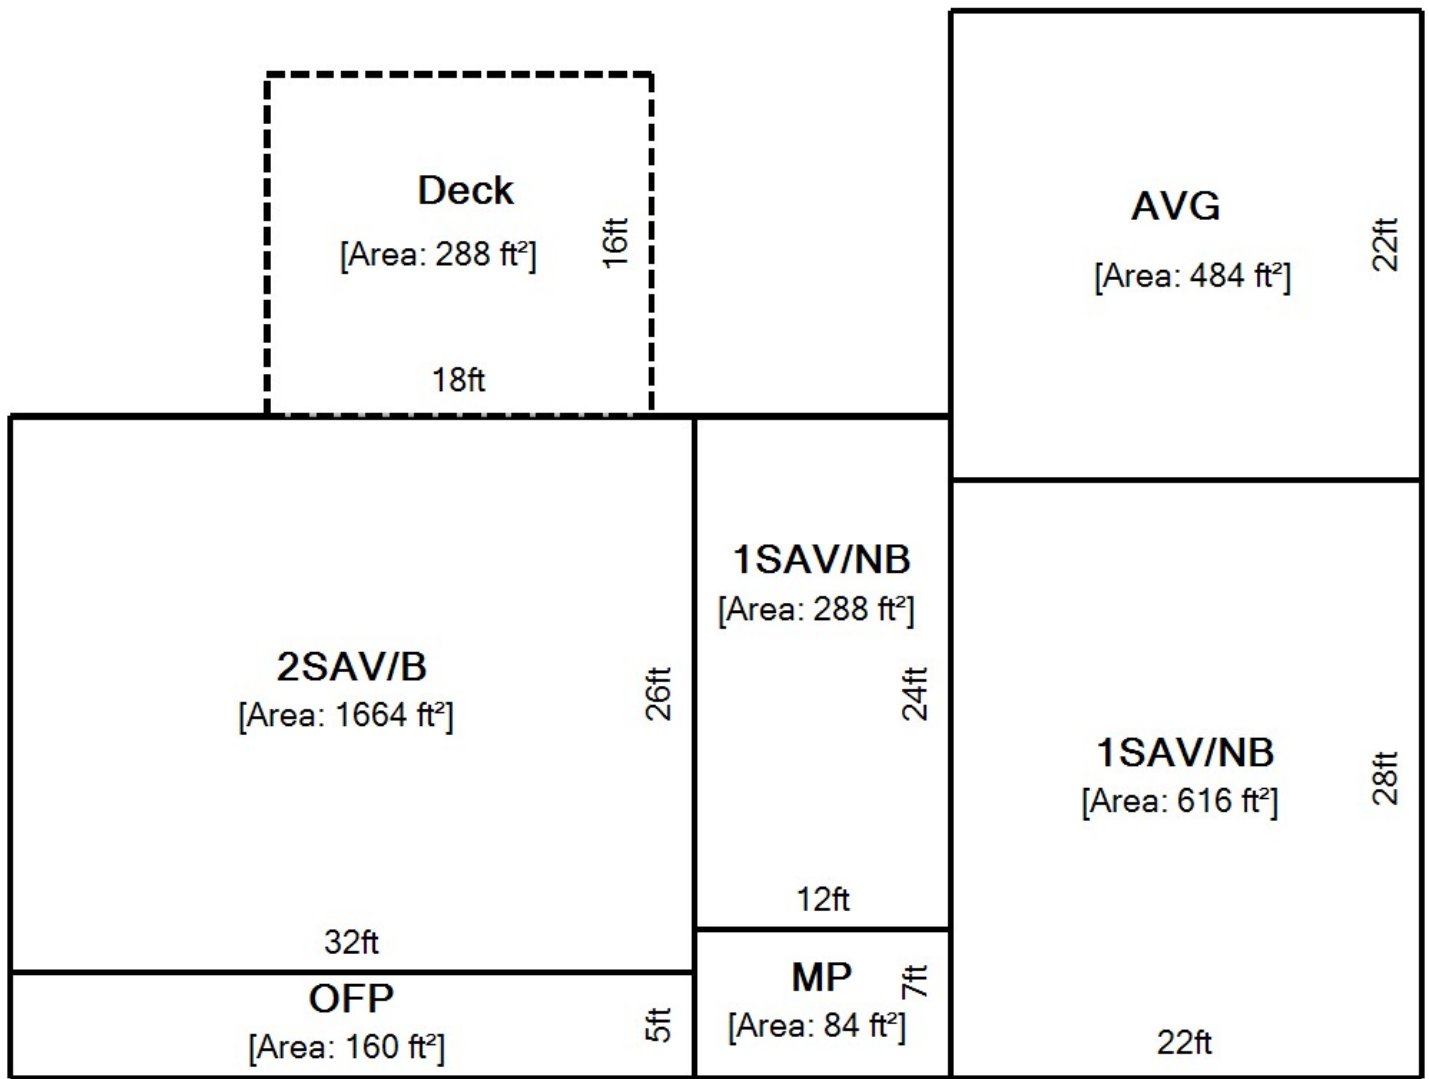 Deck
[Area: 288 ft²]
16ft
18ft
AVG
[Area: 484 ft²]
22ft
2SAV/B
[Area: 1664 ft²]
26ft
32ft
1SAV/NB
[Area: 288 ft²]
24ft
12ft
1SAV/NB
[Area: 616 ft²]
28ft
22ft
OFP
[Area: 160 ft²]
5ft
MP
[Area: 84 ft²]
7ft